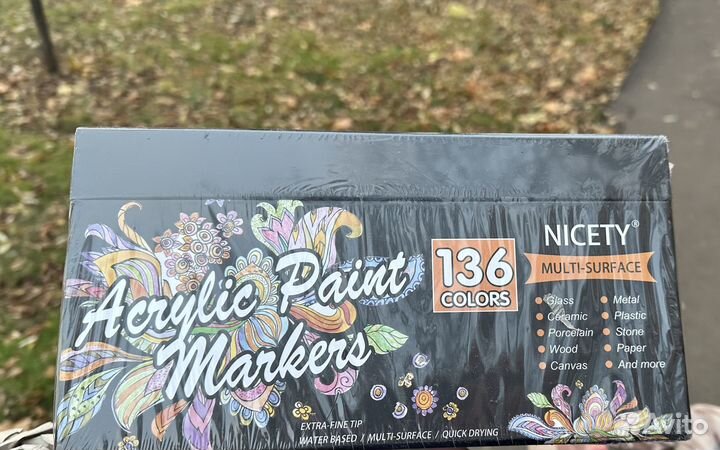 Acrylic Paint
Markers
136
COLORS
NICETY®
MULTI-SURFACE
Glass
Ceramic
Porcelain
Wood
Canvas
Metal
Plastic
Stone
Paper
And more
EXTRA-FINE TIP
WATER BASED / MULTI-SURFACE / QUICK DRYING
Avito